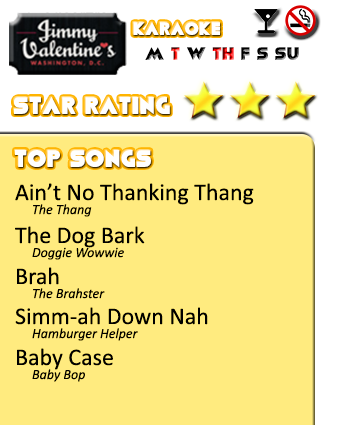 Jimmy
Valentine's
WASHINGTON, D.C.
KARAOKE
M T W TH F S SU
STAR RATING
TOP SONGS
Ain't No Thanking Thang
The Thang
The Dog Bark
Doggie Wowwie
Brah
The Brahster
Simm-ah Down Nah
Hamburger Helper
Baby Case
Baby Bop